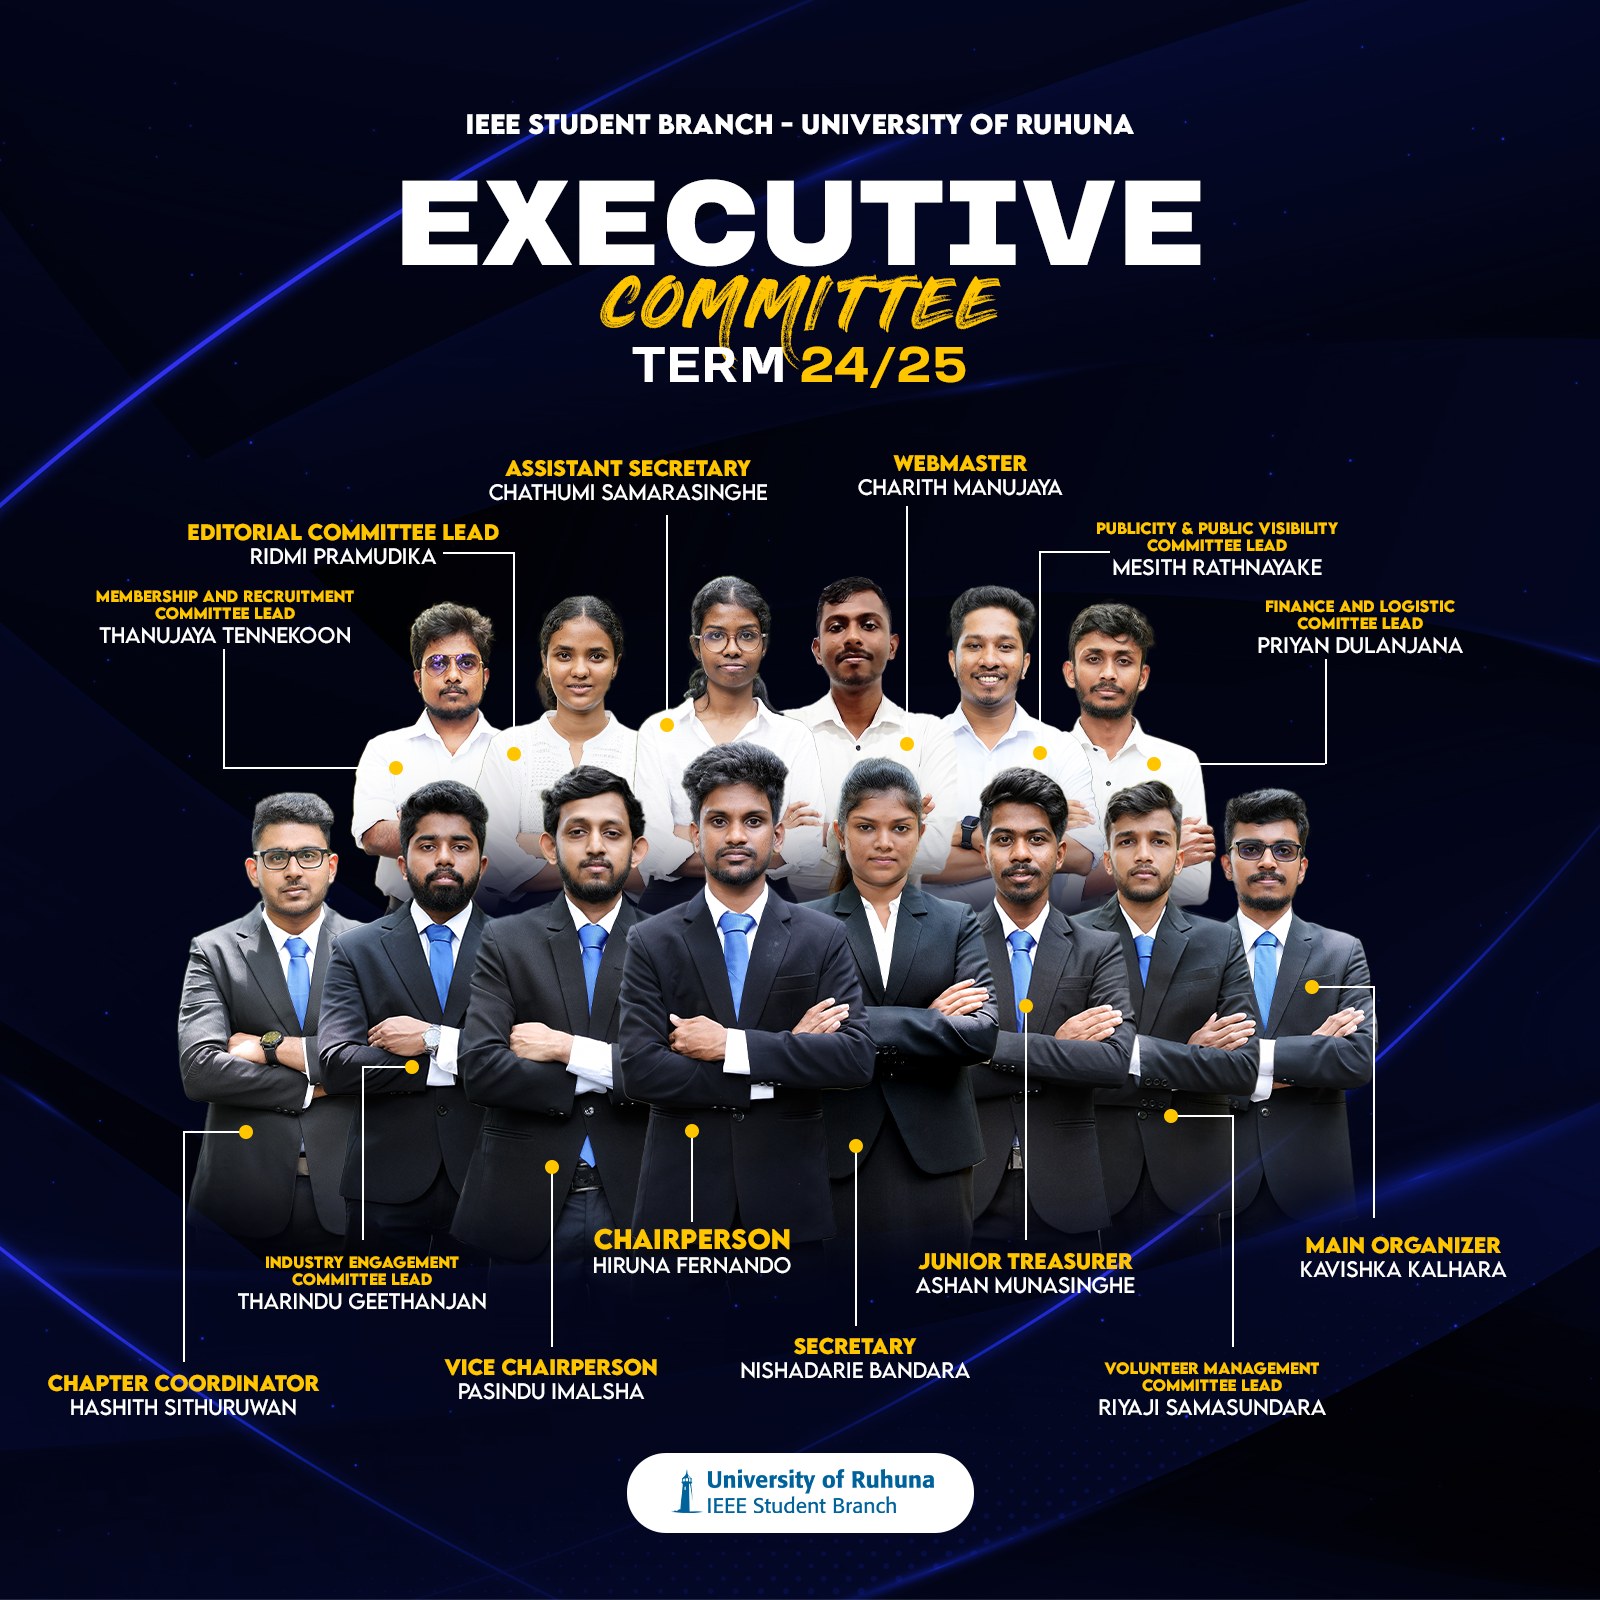 IEEE STUDENT BRANCH - UNIVERSITY OF RUHUNA
EXECUTIVE
COMMITTEE
TERM 24/25
ASSISTANT SECRETARY
CHATHUMI SAMARASINGHE
WEBMASTER
CHARITH MANUJAYA
EDITORIAL COMMITTEE LEAD
RIDMI PRAMUDIKA
PUBLICITY & PUBLIC VISIBILITY
COMMITTEE LEAD
MESITH RATHNAYAKE
MEMBERSHIP AND RECRUITMENT
COMMITTEE LEAD
THANUJAYA TENNEKOON
FINANCE AND LOGISTIC
COMITTEE LEAD
PRIYAN DULANJANA
CHAIRPERSON
HIRUNA FERNANDO
INDUSTRY ENGAGEMENT
COMMITTEE LEAD
THARINDU GEETHANJAN
JUNIOR TREASURER
ASHAN MUNASINGHE
MAIN ORGANIZER
KAVISHKA KALHARA
CHAPTER COORDINATOR
HASHITH SITHURUWAN
VICE CHAIRPERSON
PASINDU IMALSHA
SECRETARY
NISHADARIE BANDARA
VOLUNTEER MANAGEMENT
COMMITTEE LEAD
RIYAJI SAMASUNDARA
University of Ruhuna
IEEE Student Branch